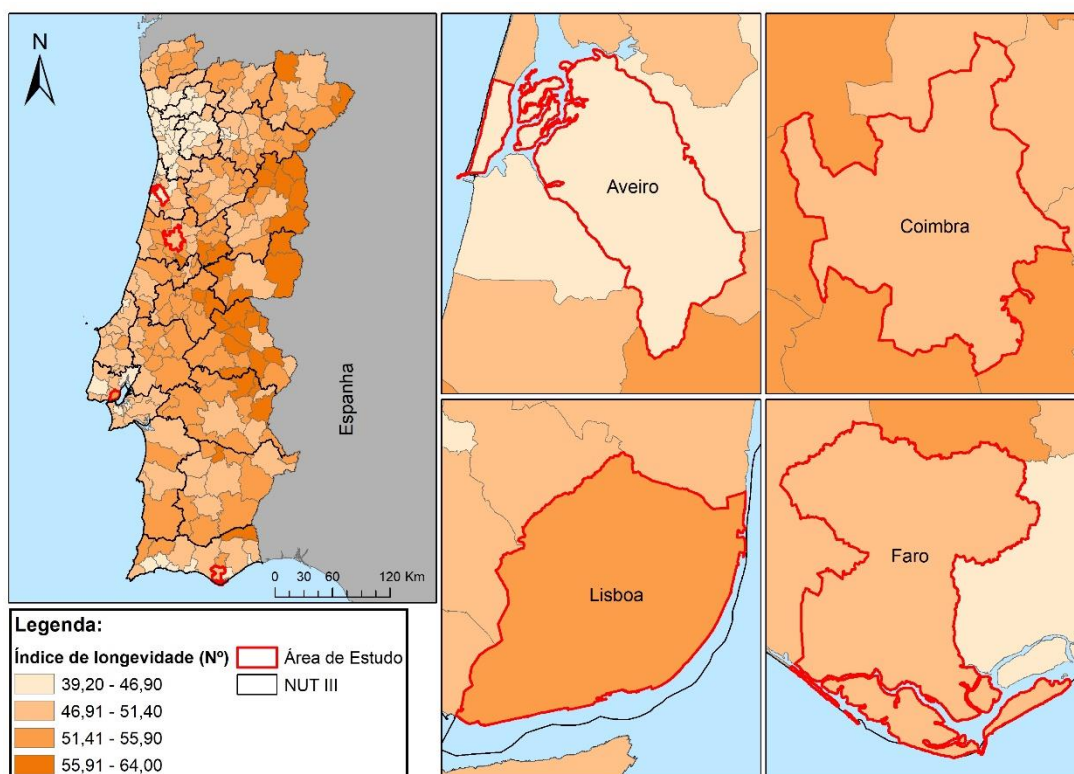 N
Espanha
0 30 60 120 Km
Aveiro
Coimbra
Lisboa
Faro
Legenda:
Índice de longevidade (Nº)
39,20 - 46,90
46,91 - 51,40
51,41 - 55,90
55,91 - 64,00
Área de Estudo
NUT III